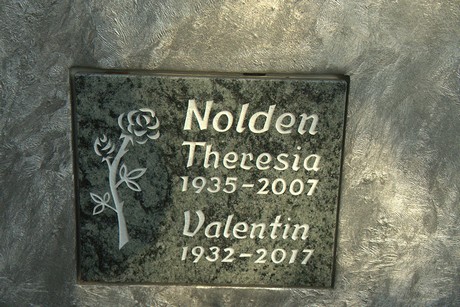 Nolden
Theresia
1935-2007
Valentin
1932-2017